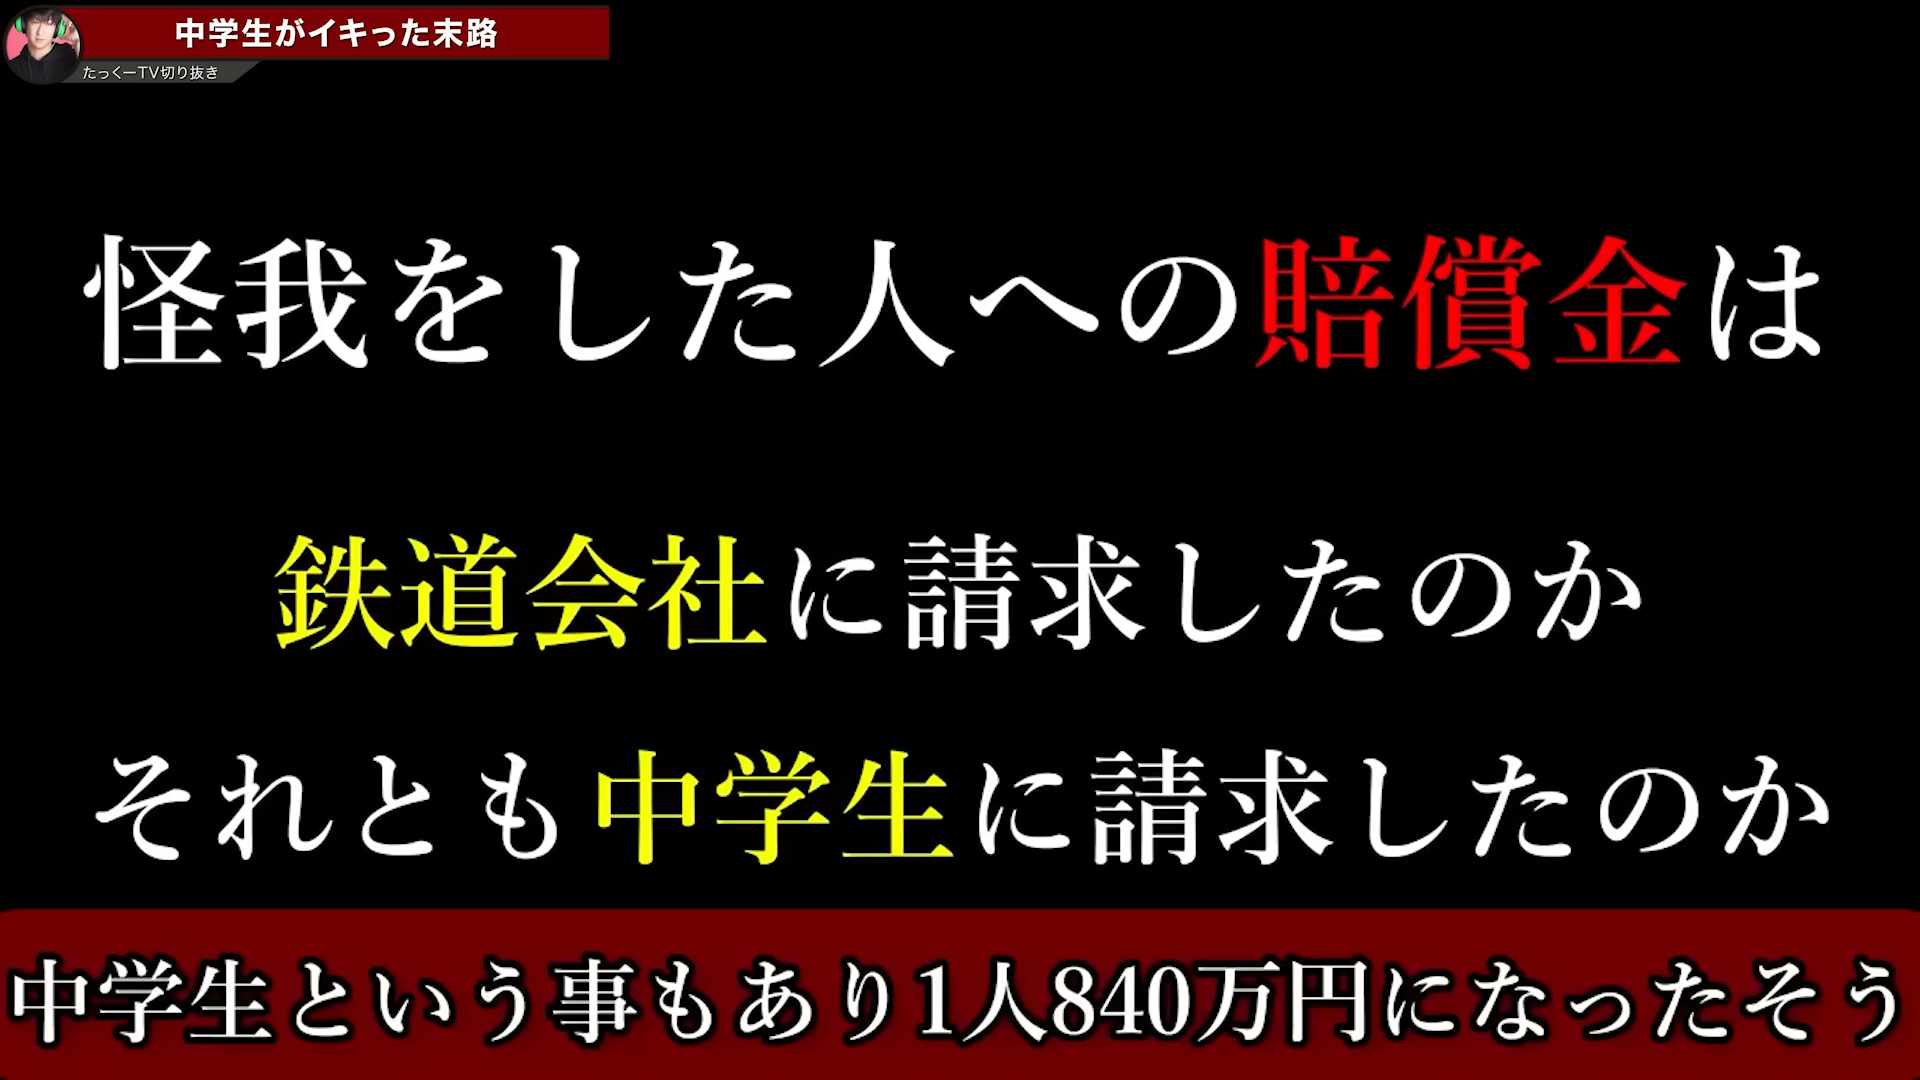 中学生がイキった末路
たっくーTV切り抜き
怪我をした人への賠償金は
鉄道会社に請求したのか
それとも中学生に請求したのか
中学生という事もあり1人840万円になったそう